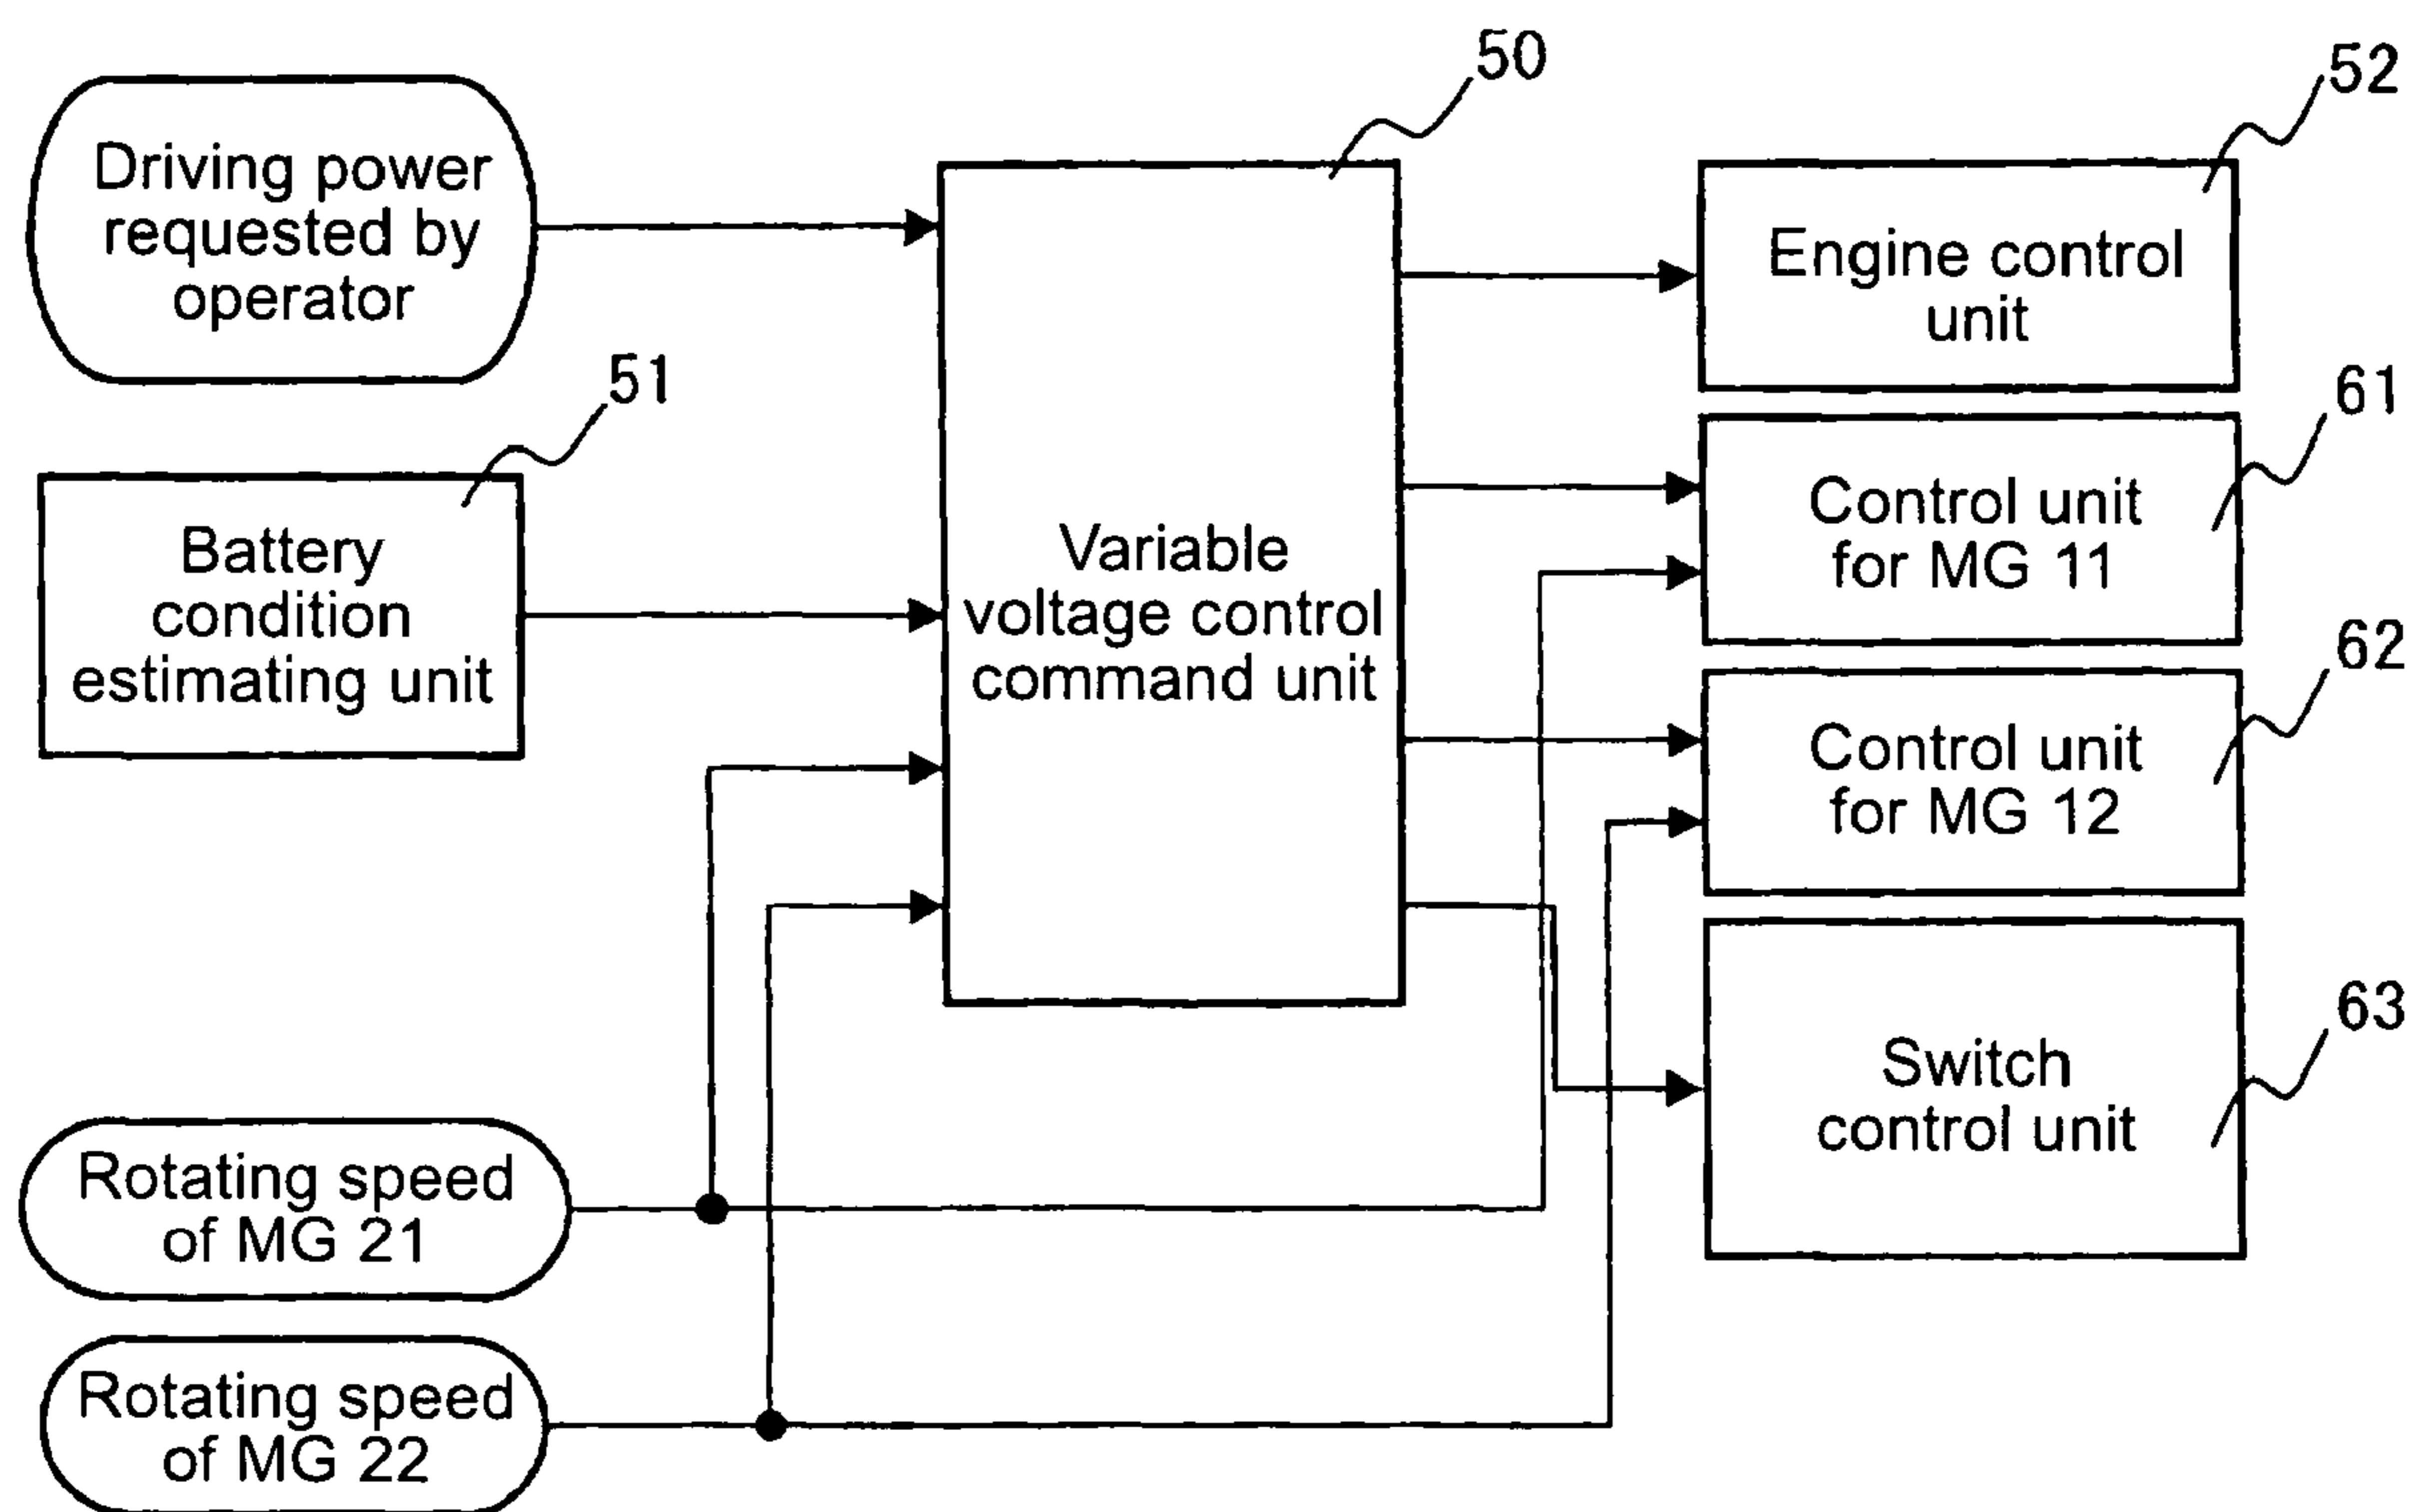 50
52
Driving power
requested by
operator
Engine control
unit
51
61
Battery
condition
estimating unit
Variable
voltage control
command unit
Control unit
for MG 11
62
Control unit
for MG 12
63
Switch
control unit
Rotating speed
of MG 21
Rotating speed
of MG 22